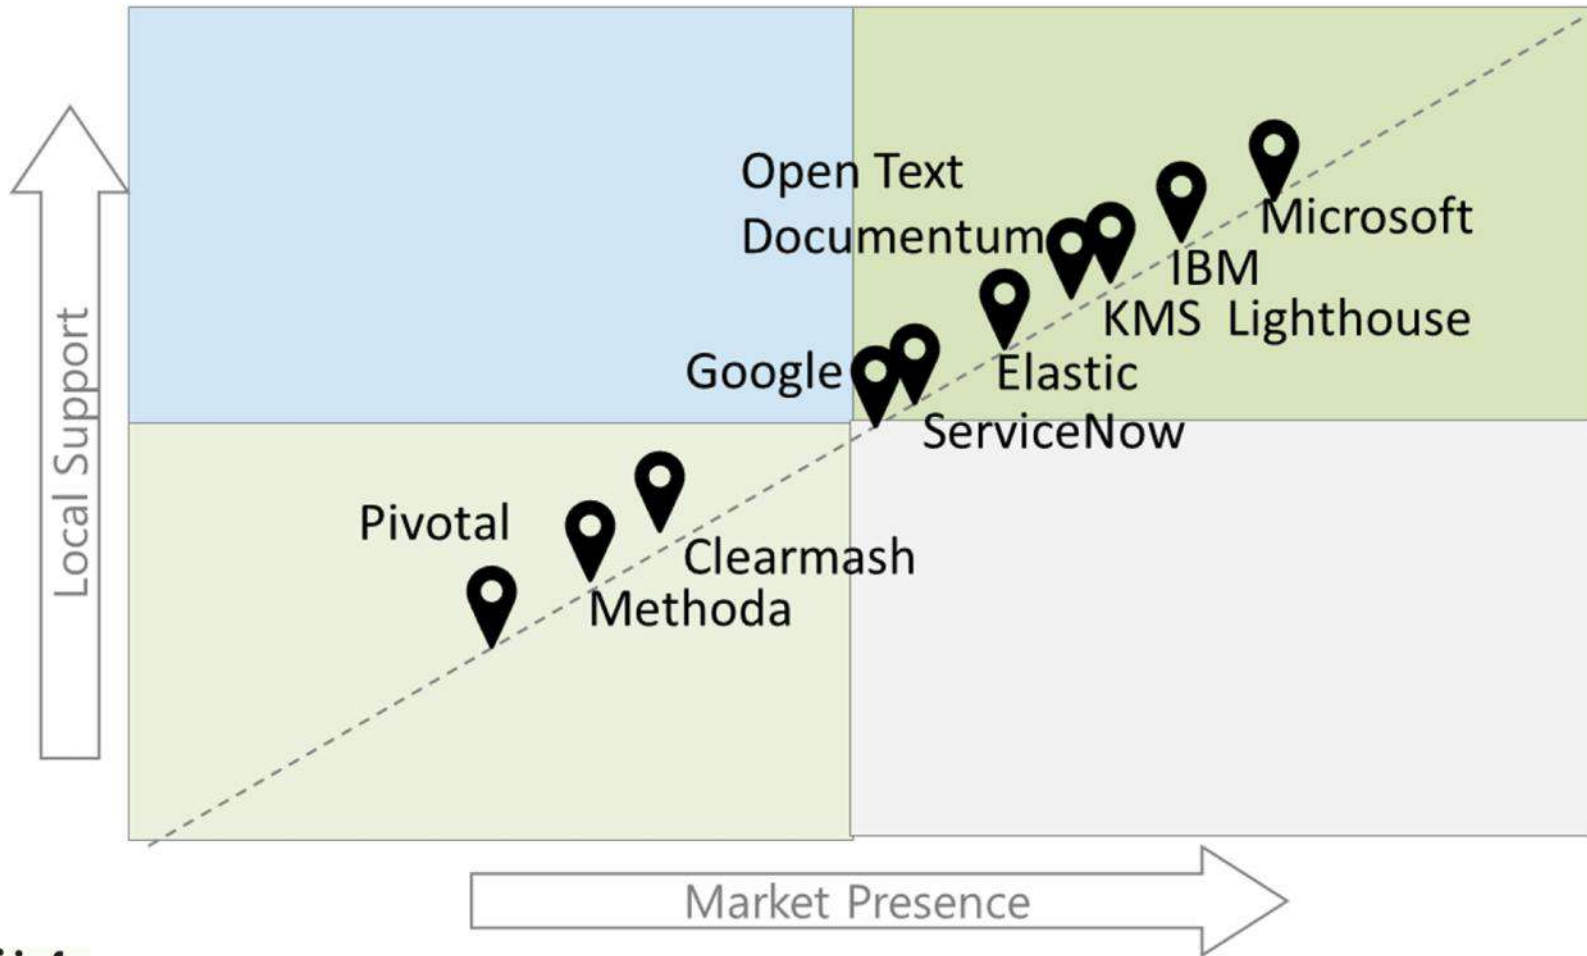 Open Text
Documentum
Microsoft
IBM
KMS Lighthouse
Google
Elastic
ServiceNow
Pivotal
Clearmash
Methoda
Local Support
Market Presence